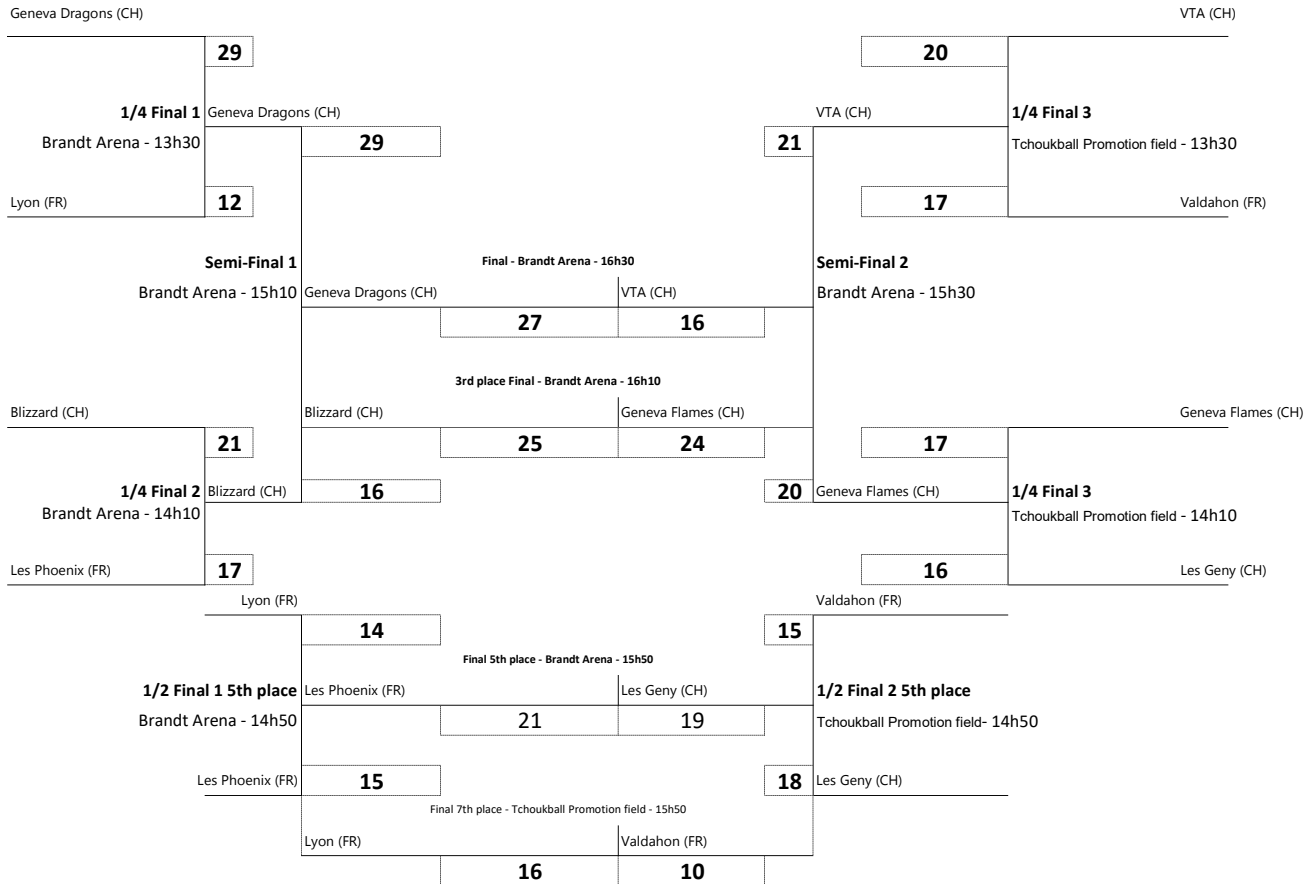 Geneva Dragons (CH) VTA (CH)
29 20
1/4 Final 1 Geneva Dragons (CH) VTA (CH) 1/4 Final 3
Brandt Arena - 13h30 29 21 Tchoukball Promotion field - 13h30
Lyon (FR) 12 17 Valdahon (FR)
Semi-Final 1 Final - Brandt Arena - 16h30 Semi-Final 2
Brandt Arena - 15h10 Geneva Dragons (CH) VTA (CH) Brandt Arena - 15h30
27 16
3rd place Final - Brandt Arena - 16h10
Blizzard (CH) Blizzard (CH) Geneva Flames (CH) Geneva Flames (CH)
21 25 24 17
1/4 Final 2 Blizzard (CH) 16 20 Geneva Flames (CH) 1/4 Final 3
Brandt Arena - 14h10 Tchoukball Promotion field - 14h10
Les Phoenix (FR) 17 16 Les Geny (CH)
Lyon (FR) Valdahon (FR)
14 15
Final 5th place - Brandt Arena - 15h50
1/2 Final 1 5th place Les Phoenix (FR) Les Geny (CH) 1/2 Final 2 5th place
Brandt Arena - 14h50 21 19 Tchoukball Promotion field- 14h50
Les Phoenix (FR) 15 18 Les Geny (CH)
Final 7th place - Tchoukball Promotion field - 15h50
Lyon (FR) Valdahon (FR)
16 10